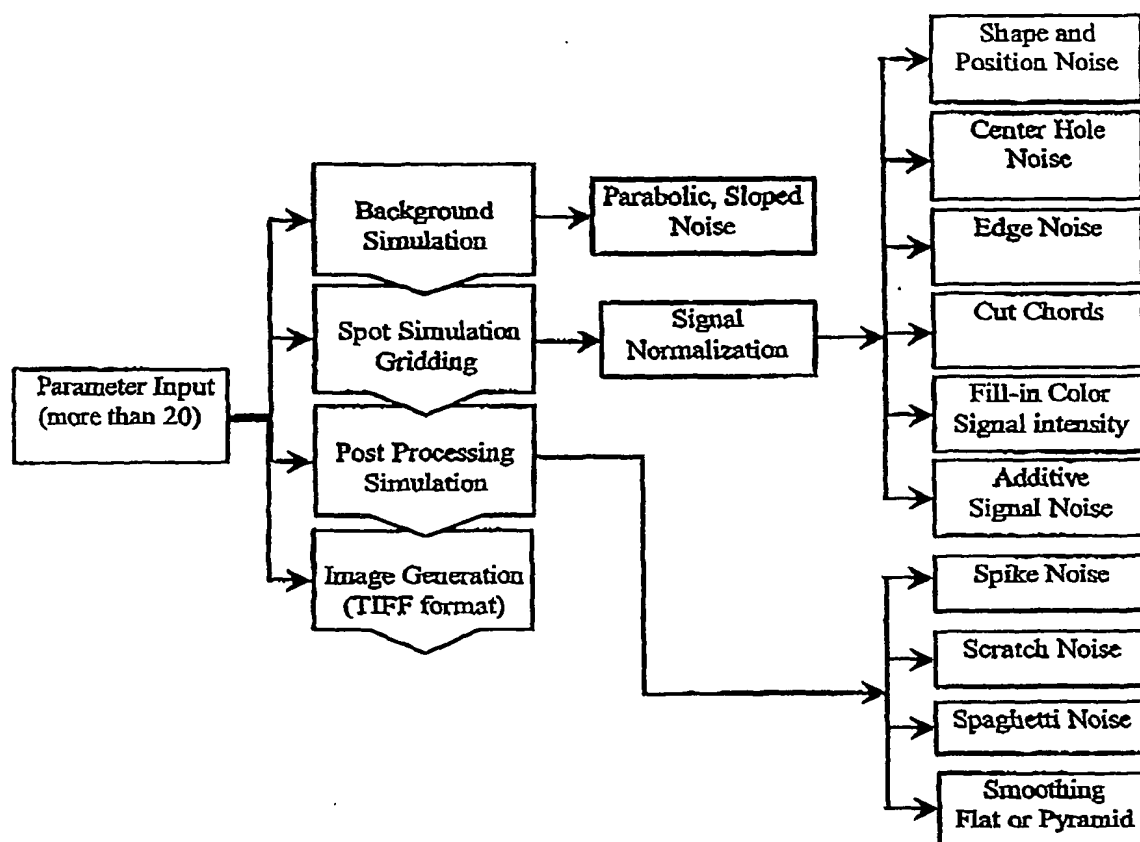 Parameter Input
(more than 20)
Background
Simulation
Spot Simulation
Gridding
Post Processing
Simulation
Image Generation
(TIFF format)
Parabolic, Sloped
Noise
Signal
Normalization
Shape and
Position Noise
Center Hole
Noise
Edge Noise
Cut Chords
Fill-in Color
Signal intensity
Additive
Signal Noise
Spike Noise
Scratch Noise
Spaghetti Noise
Smoothing
Flat or Pyramid